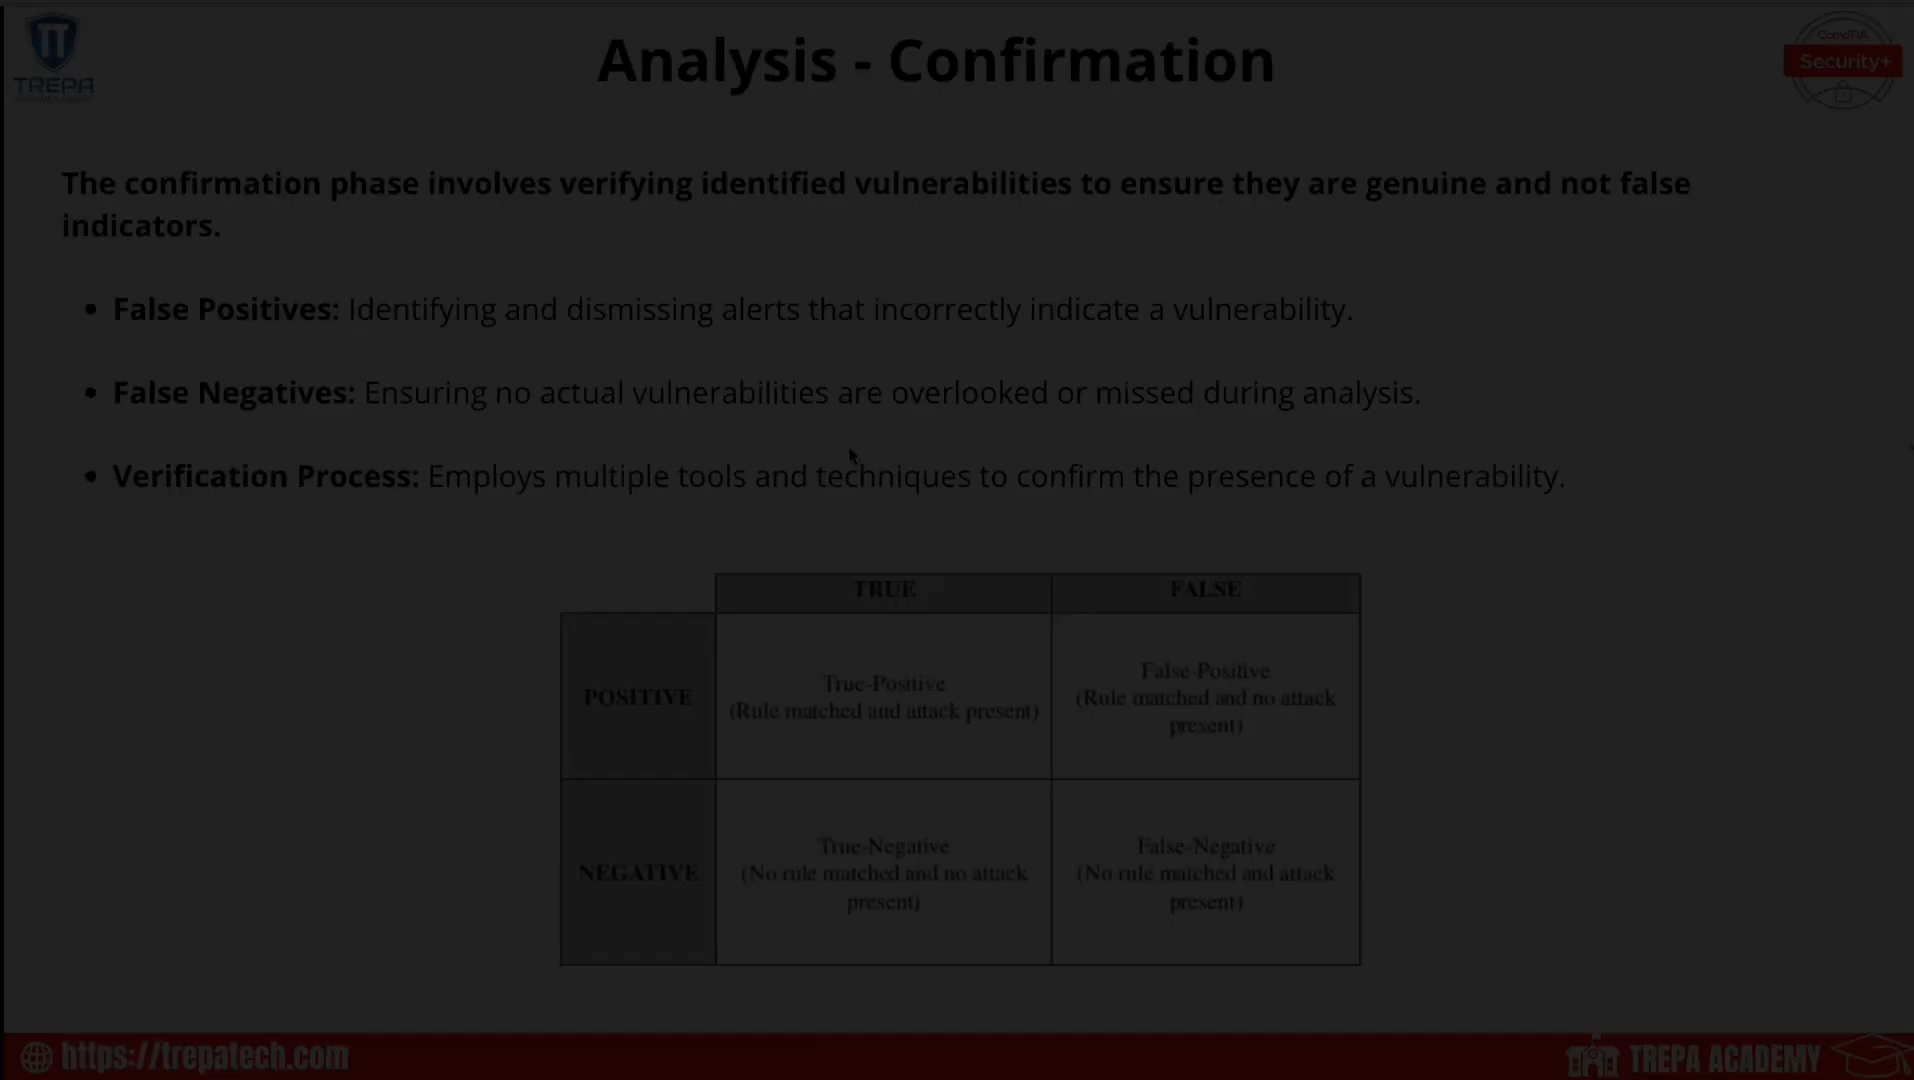 TREPA
Analysis - Confirmation
CompTIA
Security+
The confirmation phase involves verifying identified vulnerabilities to ensure they are genuine and not false
indicators.
• False Positives: Identifying and dismissing alerts that incorrectly indicate a vulnerability.
• False Negatives: Ensuring no actual vulnerabilities are overlooked or missed during analysis.
• Verification Process: Employs multiple tools and techniques to confirm the presence of a vulnerability.
TRUE FALSE
POSITIVE
True-Positive
(Rule matched and attack present)
False-Positive
(Rule matched and no attack
present)
NEGATIVE
True-Negative
(No rule matched and no attack
present)
False-Negative
(No rule matched and attack
present)
https://trepatech.com
TREPA ACADEMY